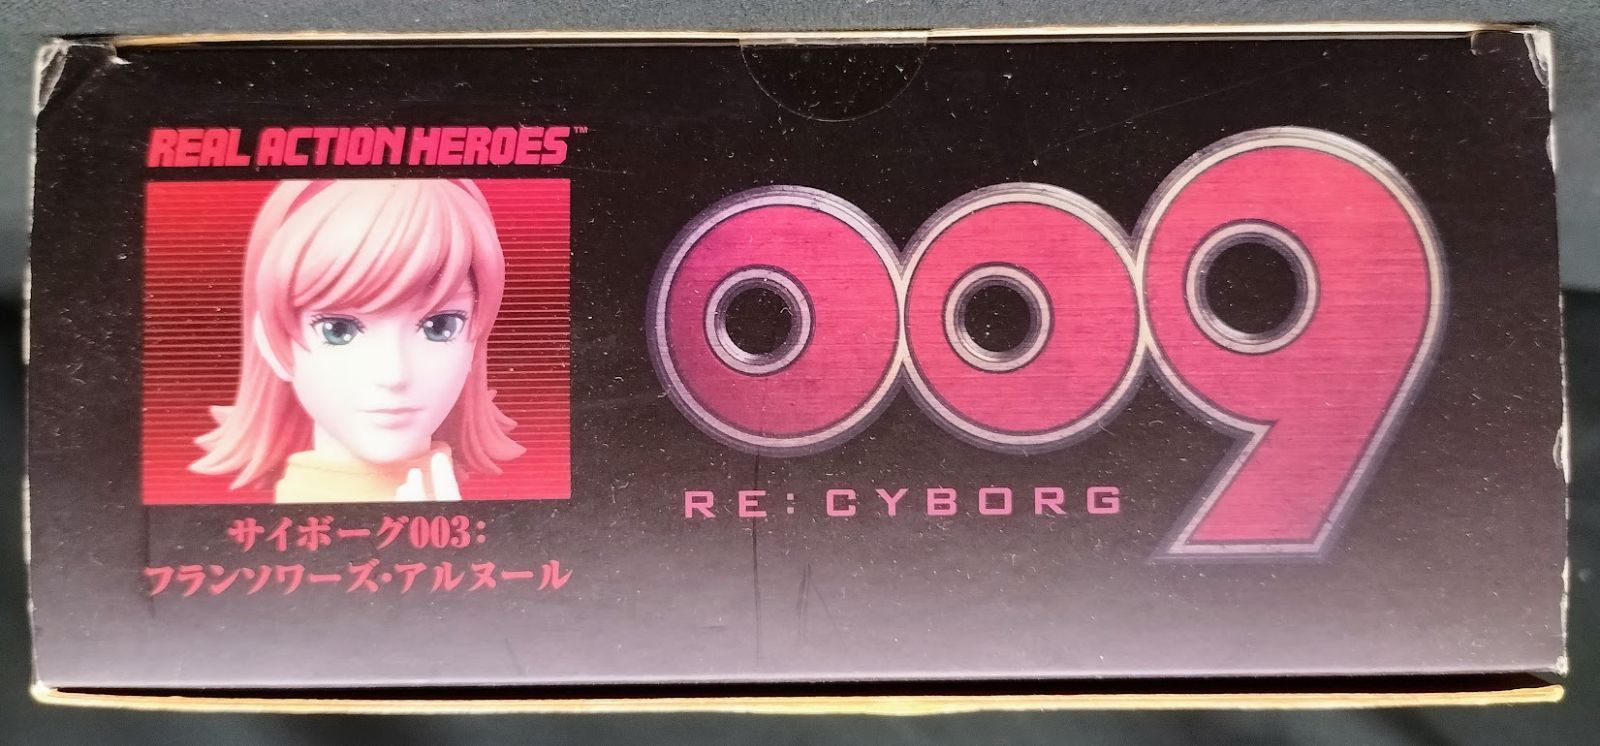 REAL ACTION HEROES™
サイボーグ003:
フランソワーズ・アルヌール
009
RE:CYBORG